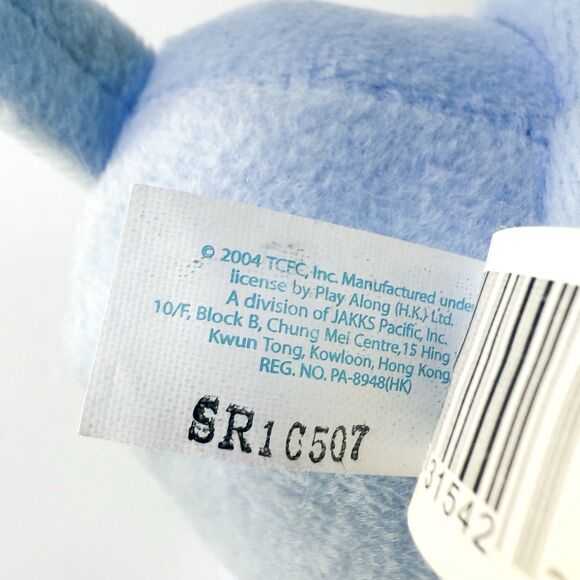 © 2004 TCFC, Inc. Manufactured under
license by Play Along (H.K.) Ltd.
A division of JAKKS Pacific, Inc.
10/F, Block B, Chung Mei Centre,15 Hing
Kwun Tong, Kowloon, Hong Kong
REG. NO. PA-8948(HK)
SR1C507
31542